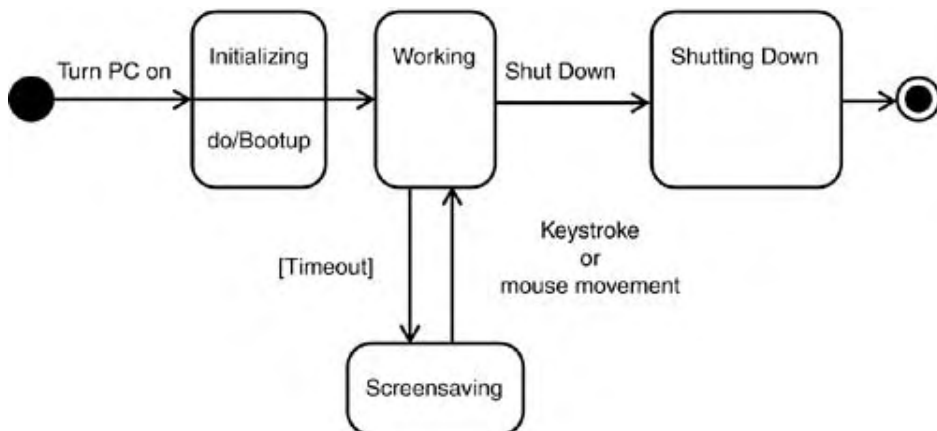 Turn PC on
Initializing
do/Bootup
Working
Shut Down
Shutting Down
[Timeout]
Keystroke
or
mouse movement
Screensaving